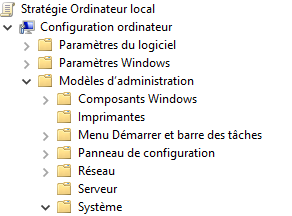 Stratégie Ordinateur local
Configuration ordinateur
Paramètres du logiciel
Paramètres Windows
Modèles d'administration
Composants Windows
Imprimantes
Menu Démarrer et barre des tâches
Panneau de configuration
Réseau
Serveur
Système